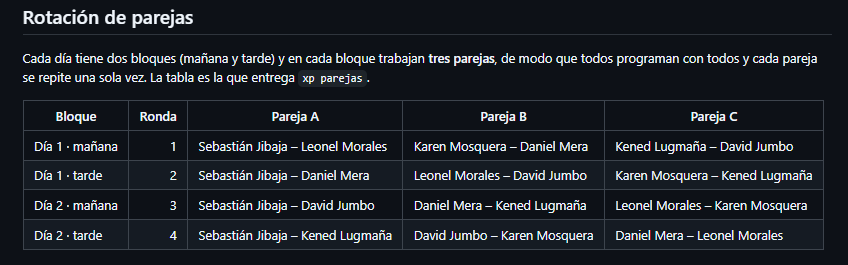 Rotación de parejas
Cada día tiene dos bloques (mañana y tarde) y en cada bloque trabajan tres parejas, de modo que todos programan con todos y cada pareja
se repite una sola vez. La tabla es la que entrega xp parejas.
Bloque Ronda Pareja A Pareja B Pareja C
Día 1 · mañana 1 Sebastián Jibaja – Leonel Morales Karen Mosquera – Daniel Mera Kened Lugmaña – David Jumbo
Día 1 · tarde 2 Sebastián Jibaja – Daniel Mera Leonel Morales – David Jumbo Karen Mosquera – Kened Lugmaña
Día 2 · mañana 3 Sebastián Jibaja – David Jumbo Daniel Mera – Kened Lugmaña Leonel Morales – Karen Mosquera
Día 2 · tarde 4 Sebastián Jibaja – Kened Lugmaña David Jumbo – Karen Mosquera Daniel Mera – Leonel Morales